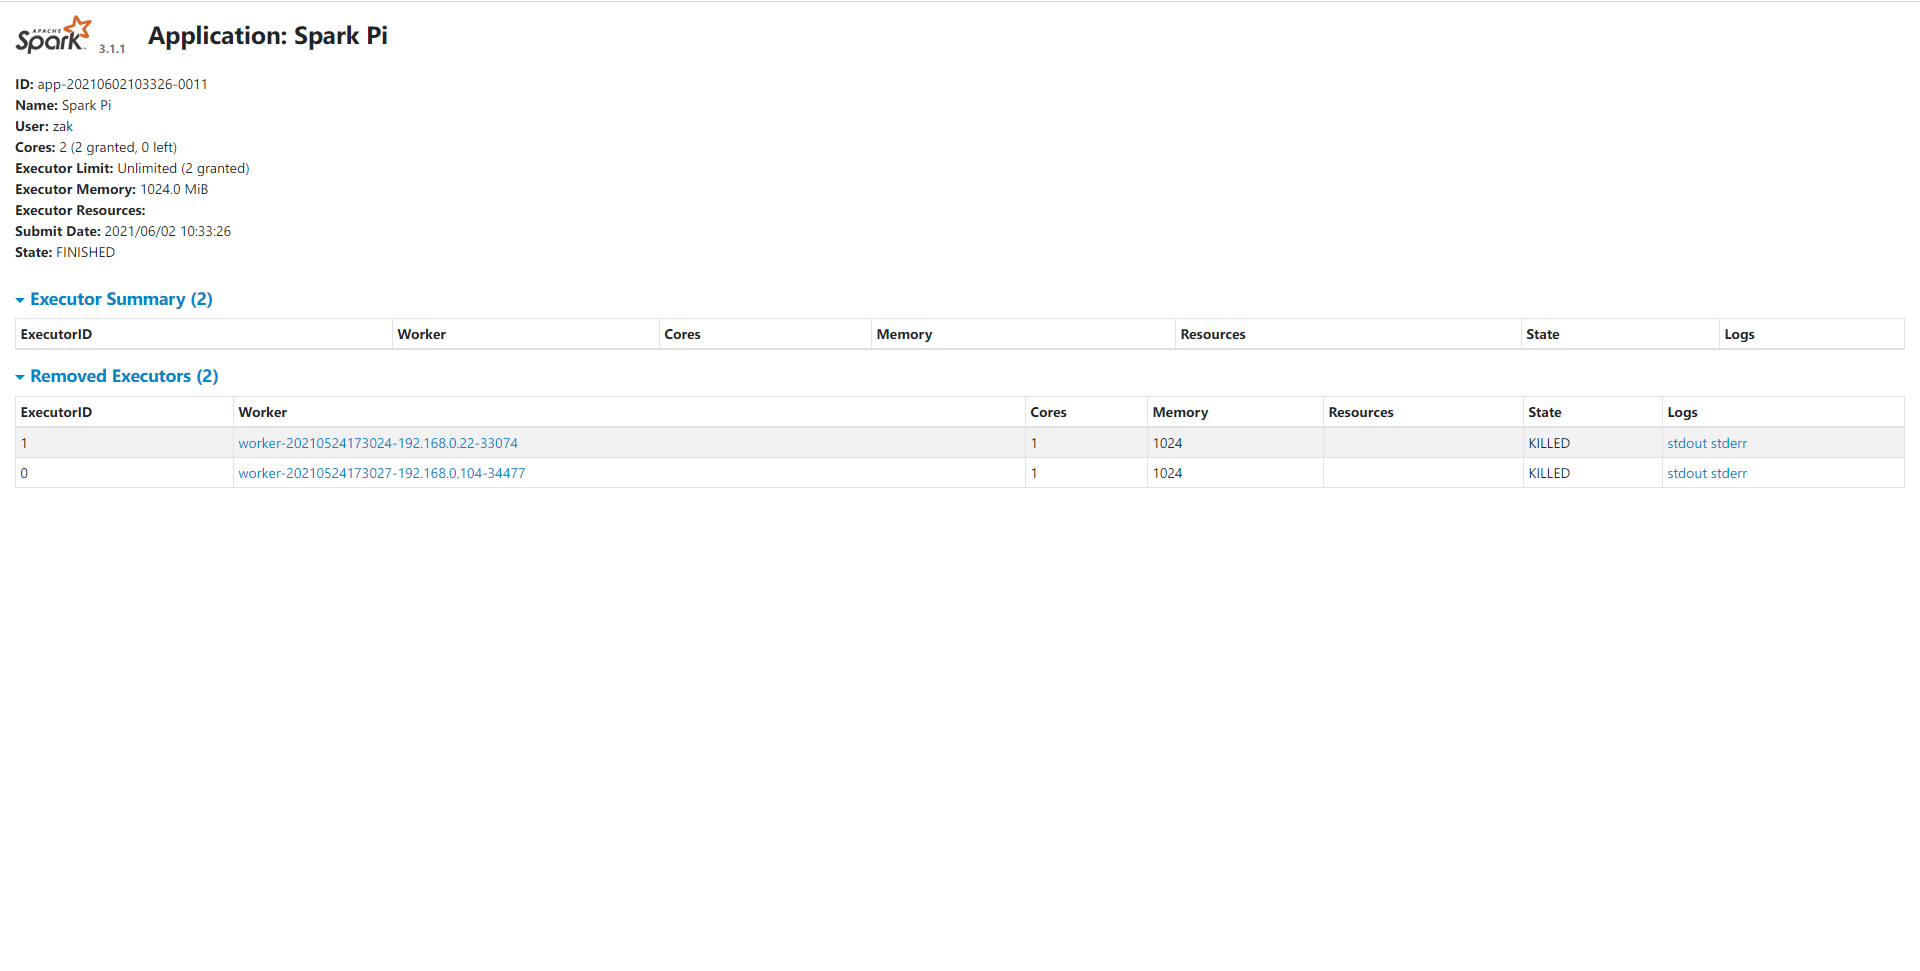 APACHE
Spark 3.1.1 Application: Spark Pi
ID: app-20210602103326-0011
Name: Spark Pi
User: zak
Cores: 2 (2 granted, 0 left)
Executor Limit: Unlimited (2 granted)
Executor Memory: 1024.0 MiB
Executor Resources:
Submit Date: 2021/06/02 10:33:26
State: FINISHED
Executor Summary (2)
ExecutorID Worker Cores Memory Resources State Logs
Removed Executors (2)
ExecutorID Worker Cores Memory Resources State Logs
1 worker-20210524173024-192.168.0.22-33074 1 1024 KILLED stdout stderr
0 worker-20210524173027-192.168.0.104-34477 1 1024 KILLED stdout stderr